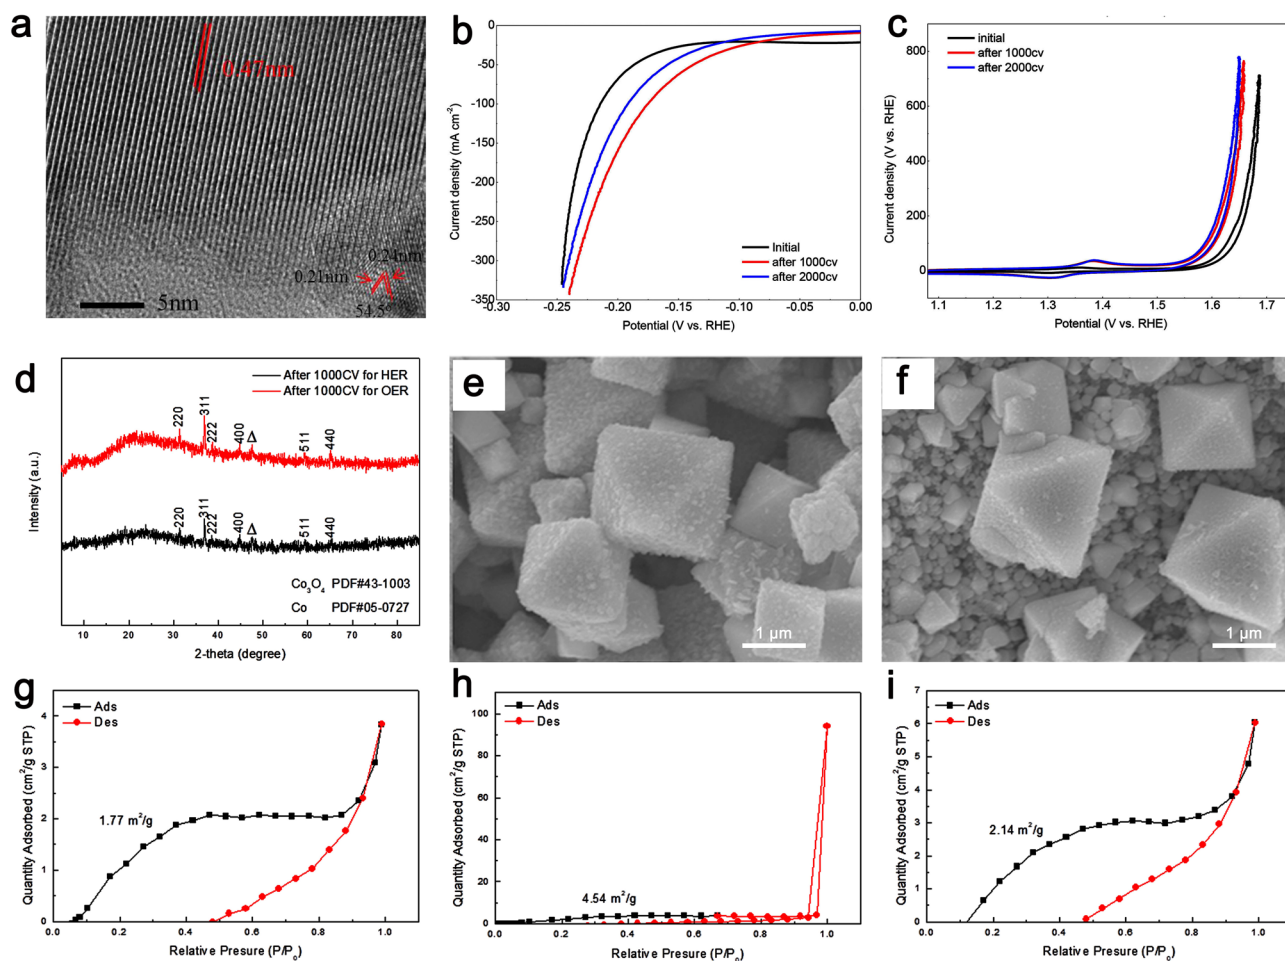 a
0.47nm
0.24nm
0.21nm
54.5°
5nm
b
0
-50
-100
-150
-200
-250
-300
-350
Current density (mA cm⁻²)
Initial
after 1000cv
after 2000cv
-0.30
-0.20
-0.10
0.00
Potential (V vs. RHE)
c
initial
after 1000cv
after 2000cv
800
600
400
200
0
Current density (V vs. RHE)
1.1
1.2
1.3
1.4
1.5
1.6
1.7
Potential (V vs. RHE)
d
After 1000CV for HER
After 1000CV for OER
220
311
222
400
Δ
511
440
220
311
222
400
Δ
511
440
Co₃O₄ PDF#43-1003
Co PDF#05-0727
Intensity (a.u.)
10 20 30 40 50 60 70 80
2-theta (degree)
e
1 µm
f
1 µm
g
Ads
Des
4
3
2
1
0
Quantity Adsorbed (cm²/g STP)
1.77 m²/g
0.0 0.2 0.4 0.6 0.8 1.0
Relative Presure (P/P₀)
h
Ads
Des
100
80
60
40
20
0
Quantity Adsorbed (cm²/g STP)
4.54 m²/g
0.0 0.2 0.4 0.6 0.8 1.0
Relative Presure (P/P₀)
i
Ads
Des
7
6
5
4
3
2
1
0
Quantity Adsorbed (cm²/g STP)
2.14 m²/g
0.0 0.2 0.4 0.6 0.8 1.0
Relative Presure (P/P₀)